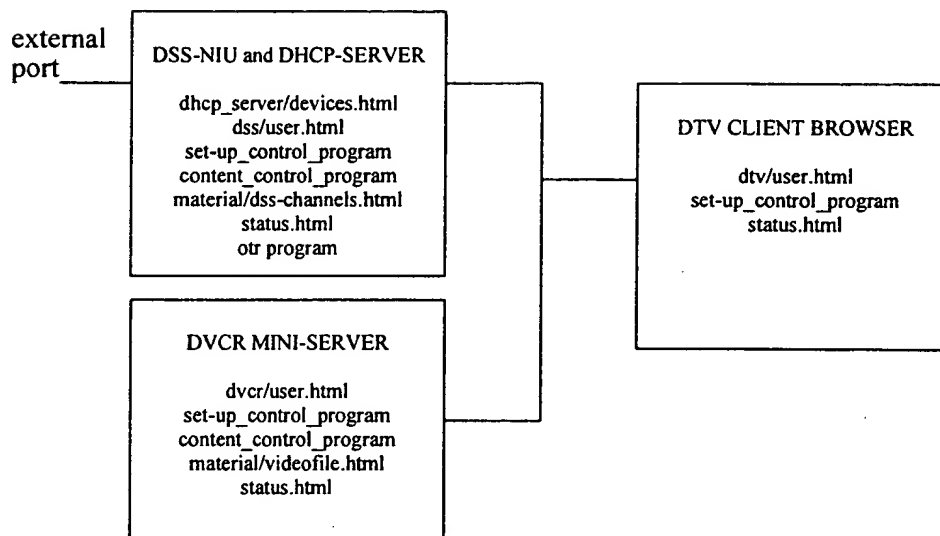 external
port
DSS-NIU and DHCP-SERVER
dhcp_server/devices.html
dss/user.html
set-up_control_program
content_control_program
material/dss-channels.html
status.html
otr program
DVCR MINI-SERVER
dvcr/user.html
set-up_control_program
content_control_program
material/videofile.html
status.html
DTV CLIENT BROWSER
dtv/user.html
set-up_control_program
status.html